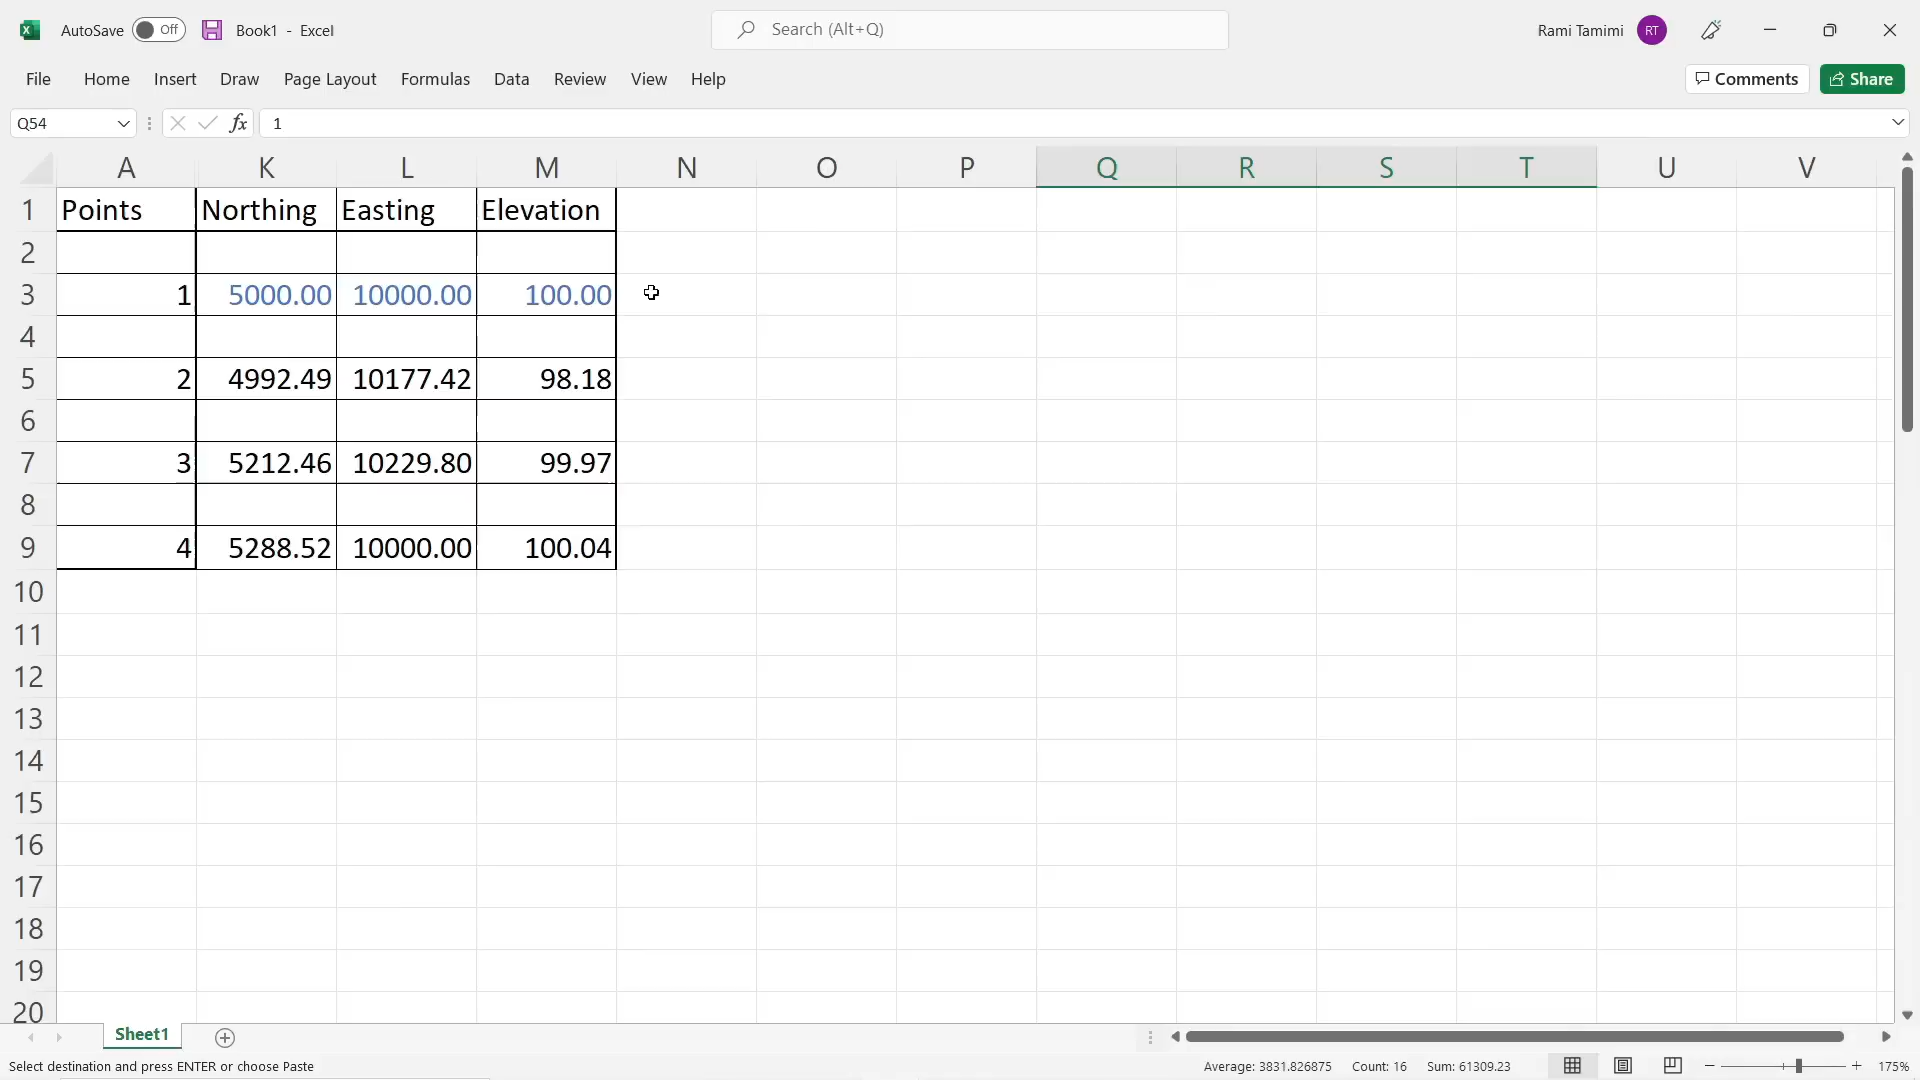 AutoSave Off Book1 - Excel Search (Alt+Q) Rami Tamimi RT
File Home Insert Draw Page Layout Formulas Data Review View Help Comments Share
Q54 fx 1
A K L M N O P Q R S T U V
1 Points Northing Easting Elevation
2
3 1 5000.00 10000.00 100.00
4
5 2 4992.49 10177.42 98.18
6
7 3 5212.46 10229.80 99.97
8
9 4 5288.52 10000.00 100.04
10
11
12
13
14
15
16
17
18
19
20
Sheet1
Select destination and press ENTER or choose Paste Average: 3831.826875 Count: 16 Sum: 61309.23 175%